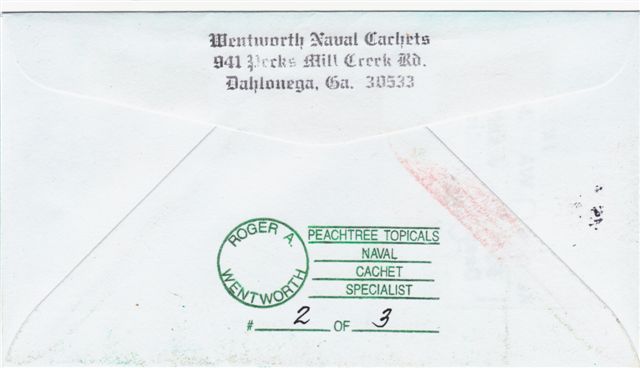 Wentworth Naval Cachets
941 Pecks Mill Creek Rd.
Dahlonega, Ga. 30533
ROGER A.
WENTWORTH
PEACHTREE TOPICALS
NAVAL
CACHET
SPECIALIST
# 2 OF 3